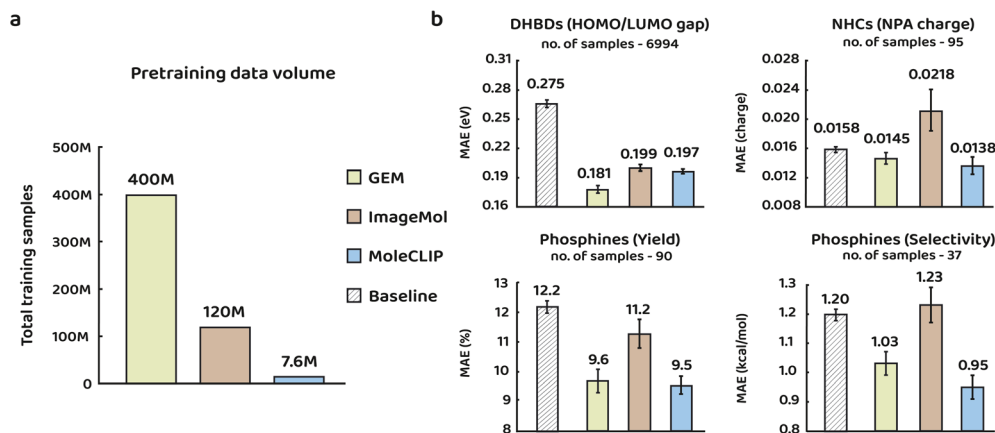 a
Pretraining data volume
Total training samples
500M
400M
300M
200M
100M
0
400M
120M
7.6M
GEM
ImageMol
MoleCLIP
Baseline
b
DHBDs (HOMO/LUMO gap)
no. of samples - 6994
MAE (eV)
0.31
0.28
0.25
0.22
0.19
0.16
0.275
0.181
0.199
0.197
NHCs (NPA charge)
no. of samples - 95
MAE (charge)
0.028
0.024
0.020
0.016
0.012
0.008
0.0158
0.0145
0.0218
0.0138
Phosphines (Yield)
no. of samples - 90
MAE (%)
13
12
11
10
9
8
12.2
9.6
11.2
9.5
Phosphines (Selectivity)
no. of samples - 37
MAE (kcal/mol)
1.3
1.2
1.1
1.0
0.9
0.8
1.20
1.03
1.23
0.95